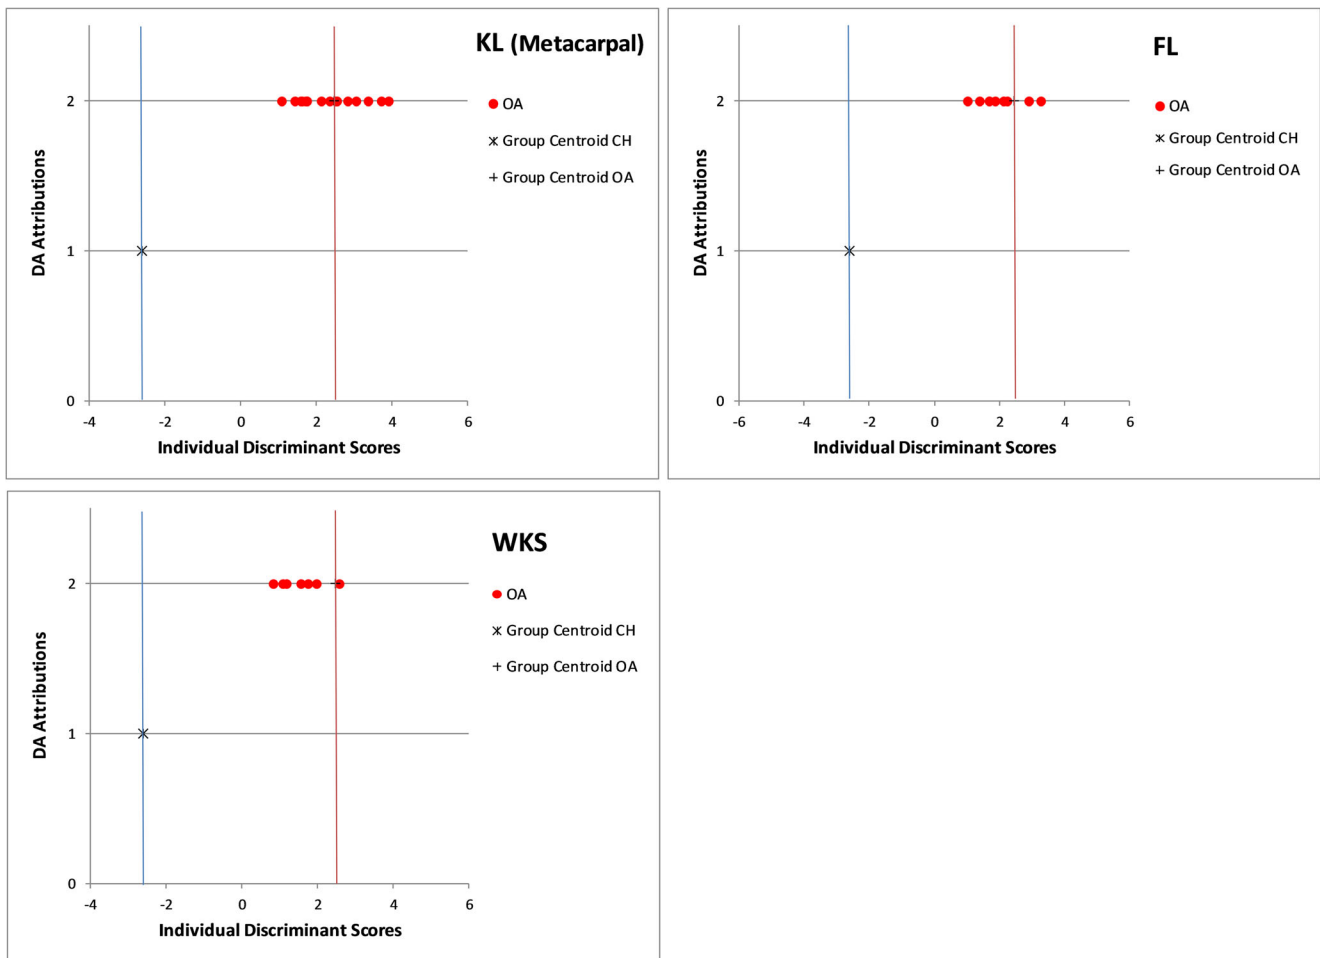 KL (Metacarpal)
DA Attributions
2
1
0
-4 -2 0 2 4 6
Individual Discriminant Scores
OA
Group Centroid CH
Group Centroid OA
FL
DA Attributions
2
1
0
-6 -4 -2 0 2 4 6
Individual Discriminant Scores
OA
Group Centroid CH
Group Centroid OA
WKS
DA Attributions
2
1
0
-4 -2 0 2 4 6
Individual Discriminant Scores
OA
Group Centroid CH
Group Centroid OA